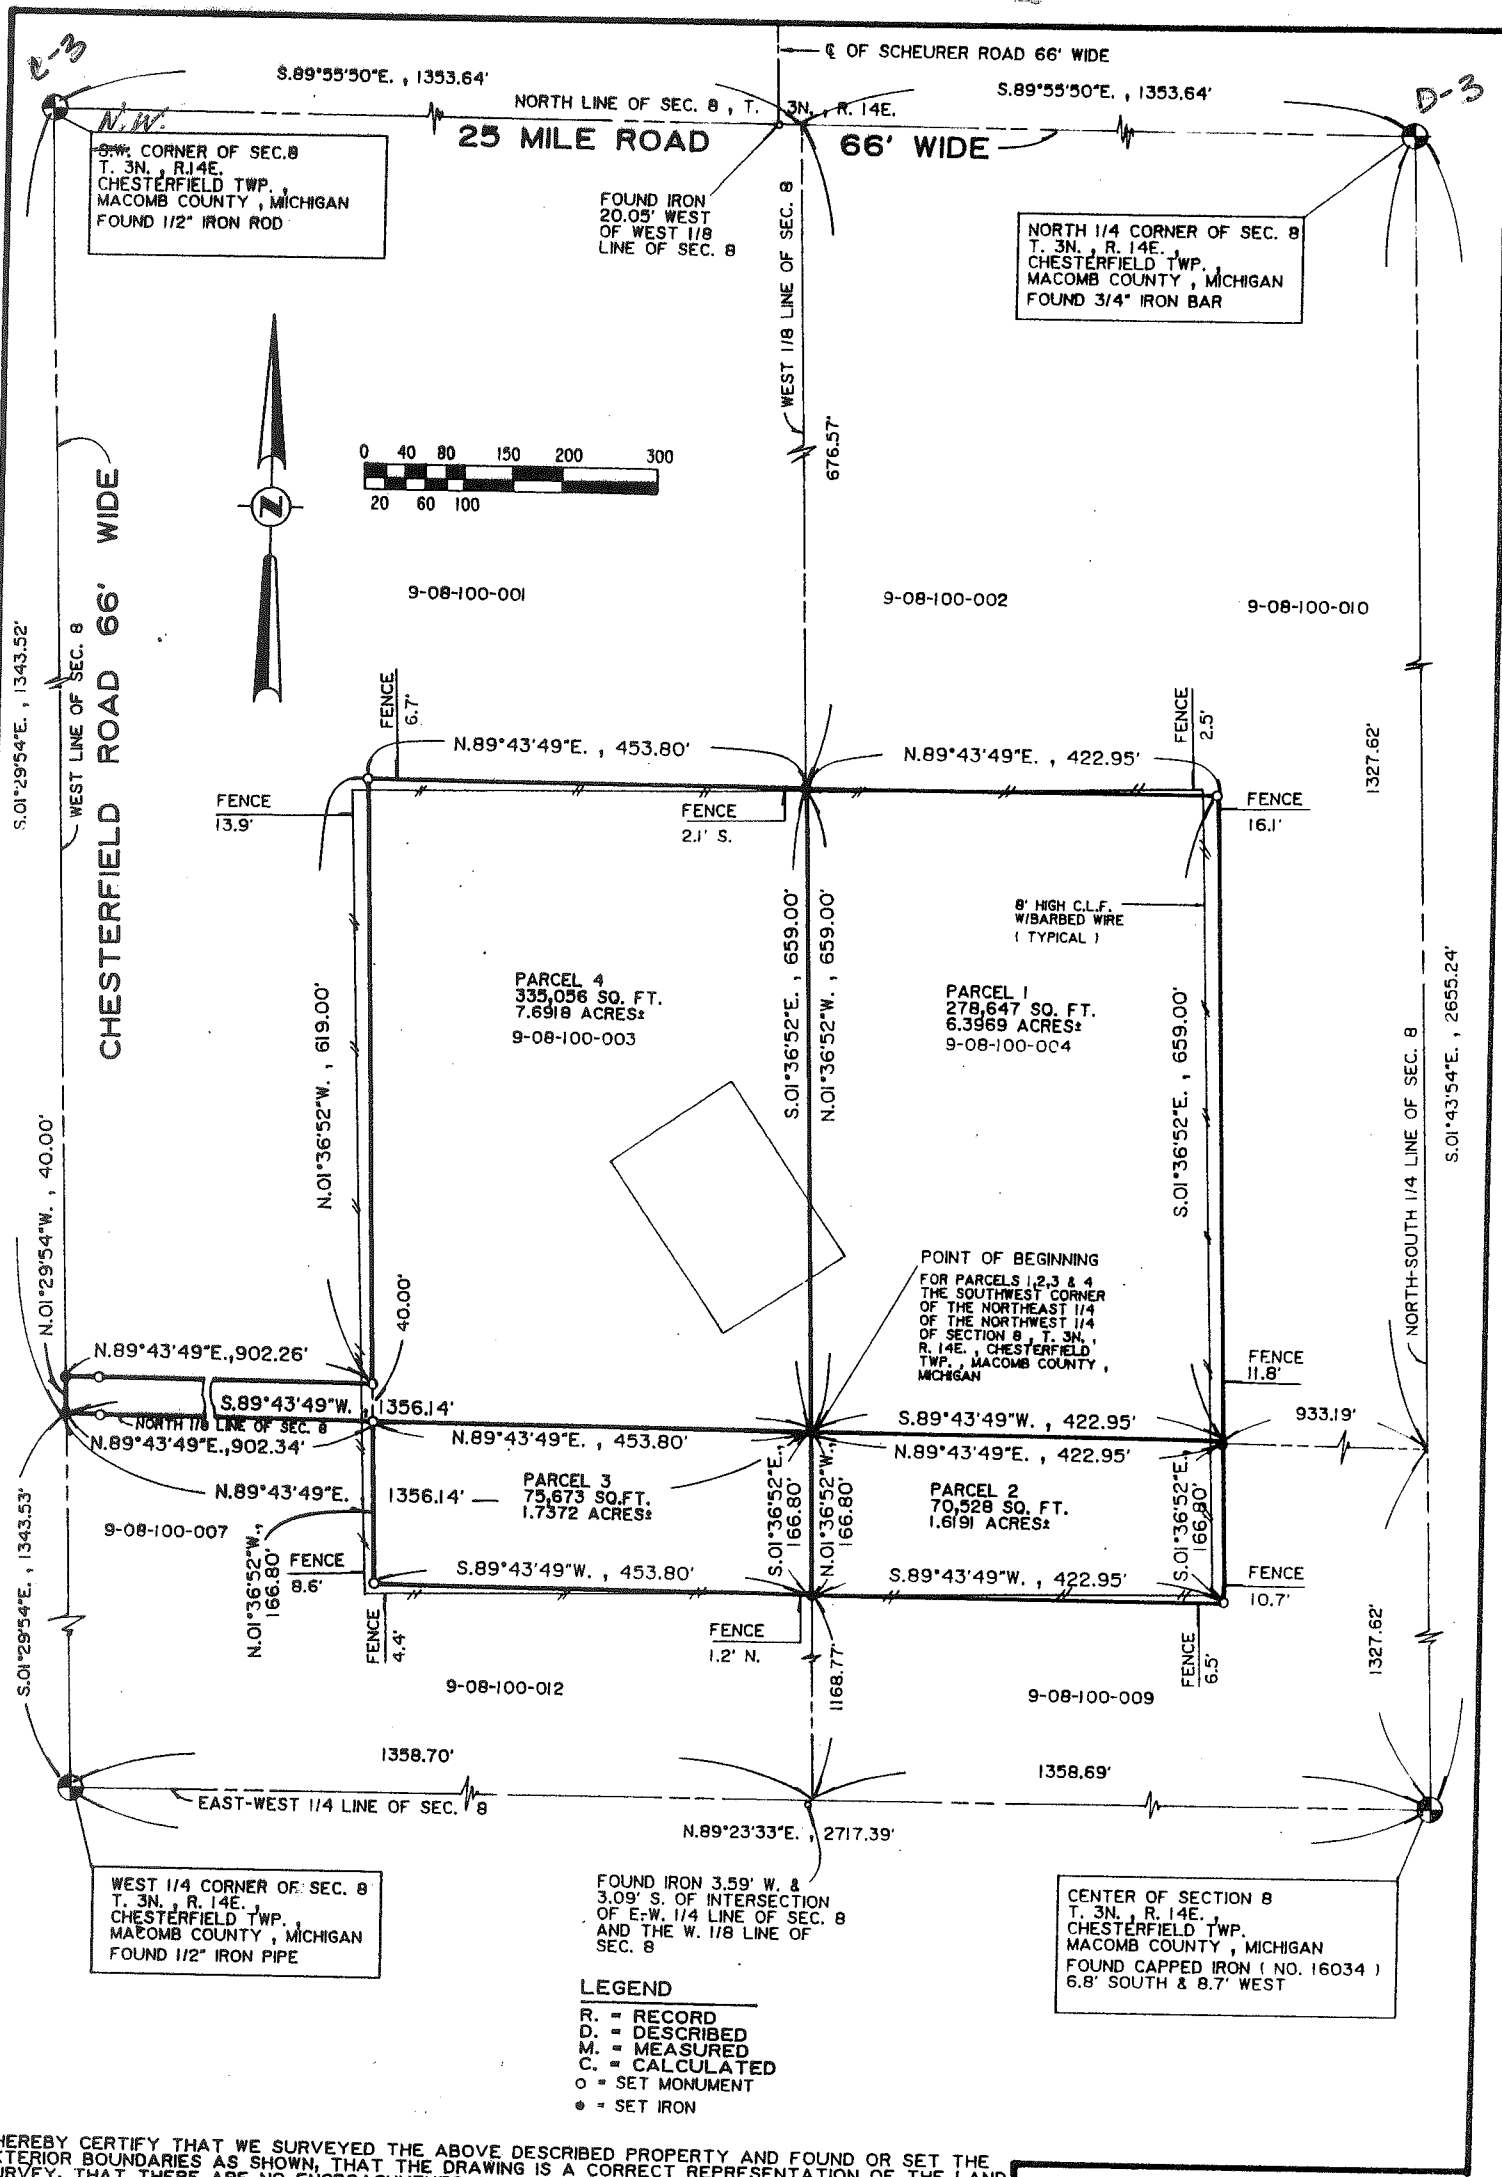 C-3
℄ OF SCHEURER ROAD 66' WIDE
S.89°55'50"E. , 1353.64'
S.89°55'50"E. , 1353.64'
D-3
NORTH LINE OF SEC. 8 , T. 3N. , R. 14E.
25 MILE ROAD 66' WIDE
N.W.
S.W. CORNER OF SEC.8
T. 3N. , R.14E.
CHESTERFIELD TWP. ,
MACOMB COUNTY , MICHIGAN
FOUND 1/2" IRON ROD
FOUND IRON
20.05' WEST
OF WEST 1/8
LINE OF SEC. 8
WEST 1/8 LINE OF SEC. 8
676.57'
NORTH 1/4 CORNER OF SEC. 8
T. 3N. , R. 14E. ,
CHESTERFIELD TWP. ,
MACOMB COUNTY , MICHIGAN
FOUND 3/4" IRON BAR
0 40 80 150 200 300
20 60 100
N
CHESTERFIELD ROAD 66' WIDE
S.01°29'54"E. , 1343.52'
WEST LINE OF SEC. 8
9-08-100-001
9-08-100-002
9-08-100-010
FENCE
6.7'
FENCE
2.5'
N.89°43'49"E. , 453.80'
N.89°43'49"E. , 422.95'
1327.62'
FENCE
13.9'
FENCE
2.1' S.
FENCE
16.1'
8' HIGH C.L.F.
W/BARBED WIRE
( TYPICAL )
S.01°36'52"E. , 659.00'
N.01°36'52"W. , 659.00'
PARCEL 4
335,056 SQ. FT.
7.6918 ACRES±
9-08-100-003
PARCEL 1
278,647 SQ. FT.
6.3969 ACRES±
9-08-100-004
N.01°36'52"W. , 619.00'
S.01°36'52"E. , 659.00'
S.01°43'54"E. , 2655.24'
NORTH-SOUTH 1/4 LINE OF SEC. 8
N.01°29'54"W. , 40.00'
40.00'
POINT OF BEGINNING
FOR PARCELS 1,2,3 & 4
THE SOUTHWEST CORNER
OF THE NORTHEAST 1/4
OF THE NORTHWEST 1/4
OF SECTION 8 , T. 3N. ,
R. 14E. , CHESTERFIELD
TWP. , MACOMB COUNTY ,
MICHIGAN
FENCE
11.8'
N.89°43'49"E.,902.26'
S.89°43'49"W. , 1356.14'
NORTH 1/8 LINE OF SEC. 8
N.89°43'49"E.,902.34'
N.89°43'49"E. , 453.80'
S.89°43'49"W. , 422.95'
N.89°43'49"E. , 422.95'
933.19'
N.89°43'49"E. 1356.14'
PARCEL 3
75,673 SQ.FT.
1.7372 ACRES±
S.01°36'52"E.,
166.80'
N.01°36'52"W.,
166.80'
PARCEL 2
70,528 SQ. FT.
1.6191 ACRES±
S.01°36'52"E.,
166.80'
9-08-100-007
S.01°29'54"E. , 1343.53'
N.01°36'52"W.,
166.80'
FENCE
8.6'
S.89°43'49"W. , 453.80'
S.89°43'49"W. , 422.95'
FENCE
10.7'
FENCE
4.4'
FENCE
1.2' N.
1168.77'
FENCE
6.5'
1327.62'
9-08-100-012
9-08-100-009
1358.70'
1358.69'
EAST-WEST 1/4 LINE OF SEC. 8
N.89°23'33"E. , 2717.39'
WEST 1/4 CORNER OF SEC. 8
T. 3N. , R. 14E. ,
CHESTERFIELD TWP. ,
MACOMB COUNTY , MICHIGAN
FOUND 1/2" IRON PIPE
FOUND IRON 3.59' W. &
3.09' S. OF INTERSECTION
OF E-W. 1/4 LINE OF SEC. 8
AND THE W. 1/8 LINE OF
SEC. 8
CENTER OF SECTION 8
T. 3N. , R. 14E. ,
CHESTERFIELD TWP.
MACOMB COUNTY , MICHIGAN
FOUND CAPPED IRON ( NO. 16034 )
6.8' SOUTH & 8.7' WEST
LEGEND
R. = RECORD
D. = DESCRIBED
M. = MEASURED
C. = CALCULATED
○ = SET MONUMENT
● = SET IRON
HEREBY CERTIFY THAT WE SURVEYED THE ABOVE DESCRIBED PROPERTY AND FOUND OR SET THE
EXTERIOR BOUNDARIES AS SHOWN, THAT THE DRAWING IS A CORRECT REPRESENTATION OF THE LAND